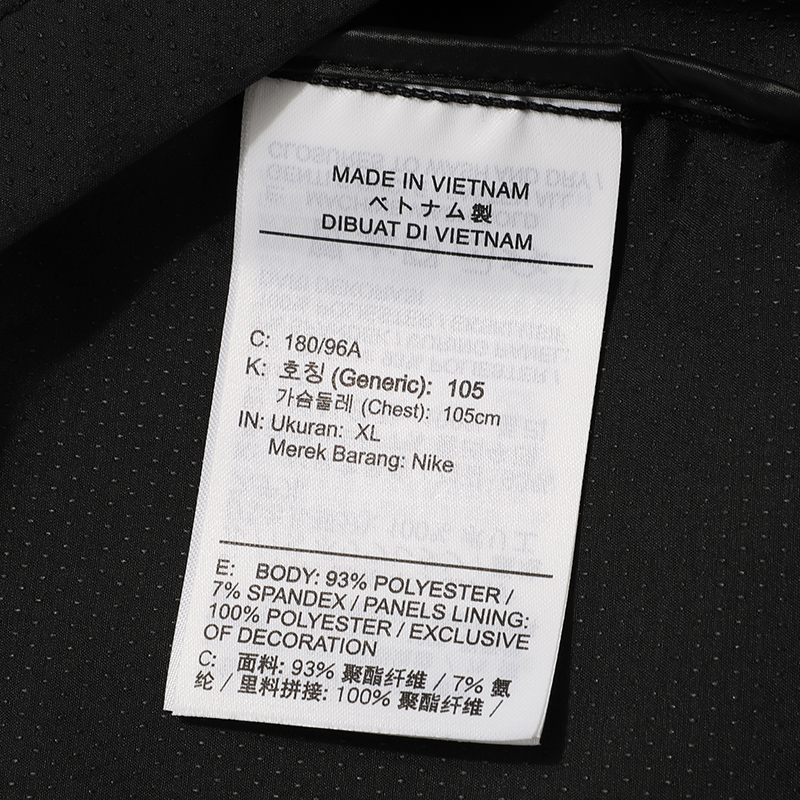 MADE IN VIETNAM
ベトナム製
DIBUAT DI VIETNAM
C: 180/96A
K: 호칭 (Generic): 105
가슴둘레 (Chest): 105cm
IN: Ukuran: XL
Merek Barang: Nike
E: BODY: 93% POLYESTER /
7% SPANDEX / PANELS LINING:
100% POLYESTER / EXCLUSIVE
OF DECORATION
C: 面料: 93% 聚酯纤维 / 7% 氨
纶 / 里料拼接: 100% 聚酯纤维 /